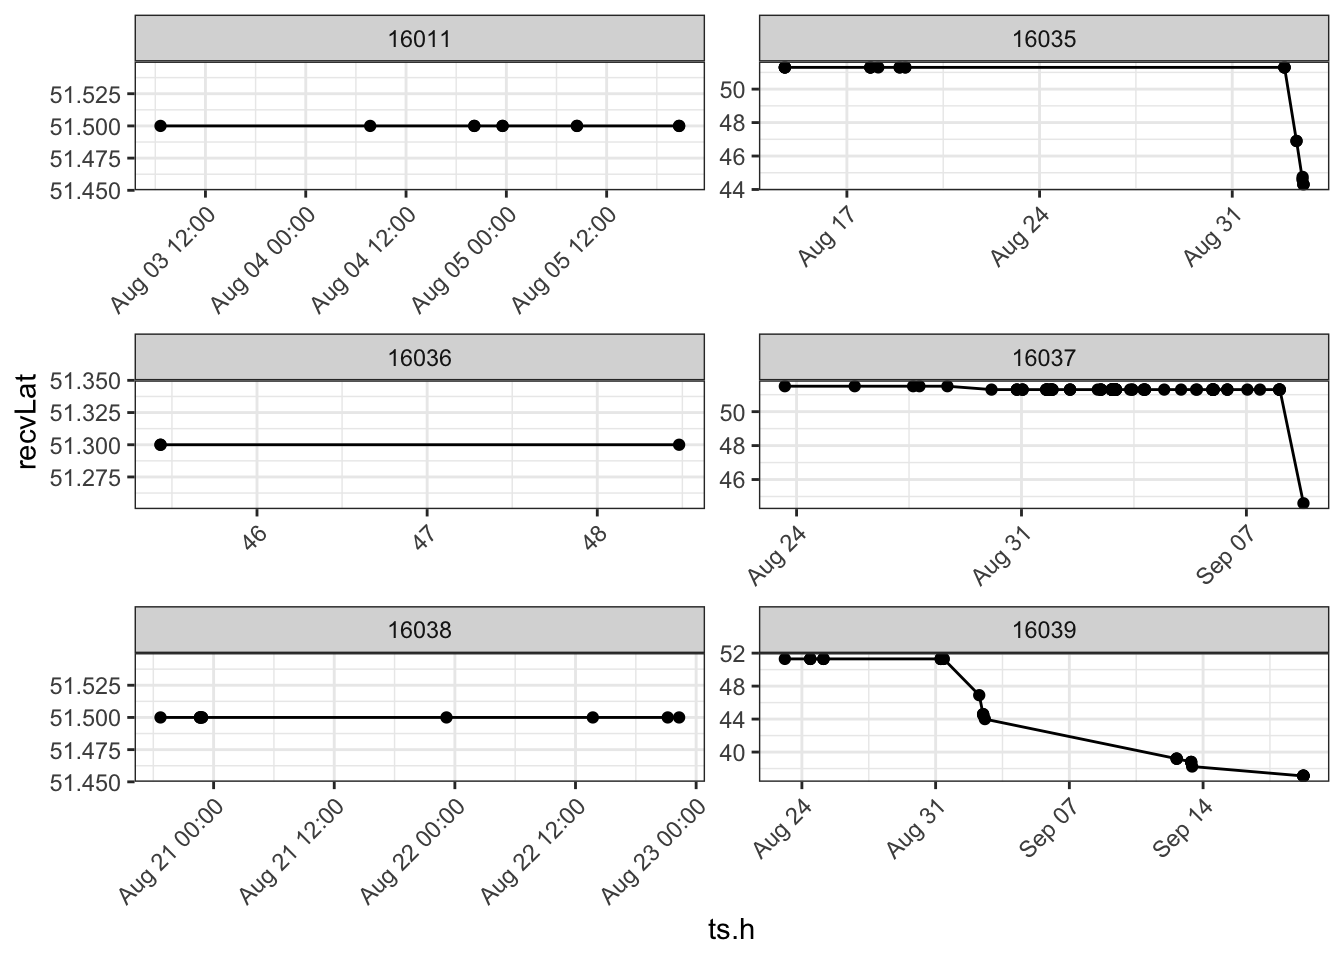 16011
51.525
51.500
51.475
51.450
Aug 03 12:00
Aug 04 00:00
Aug 04 12:00
Aug 05 00:00
Aug 05 12:00
16035
50
48
46
44
Aug 17
Aug 24
Aug 31
recvLat
16036
51.350
51.325
51.300
51.275
46
47
48
16037
50
48
46
Aug 24
Aug 31
Sep 07
16038
51.525
51.500
51.475
51.450
Aug 21 00:00
Aug 21 12:00
Aug 22 00:00
Aug 22 12:00
Aug 23 00:00
16039
52
48
44
40
Aug 24
Aug 31
Sep 07
Sep 14
ts.h